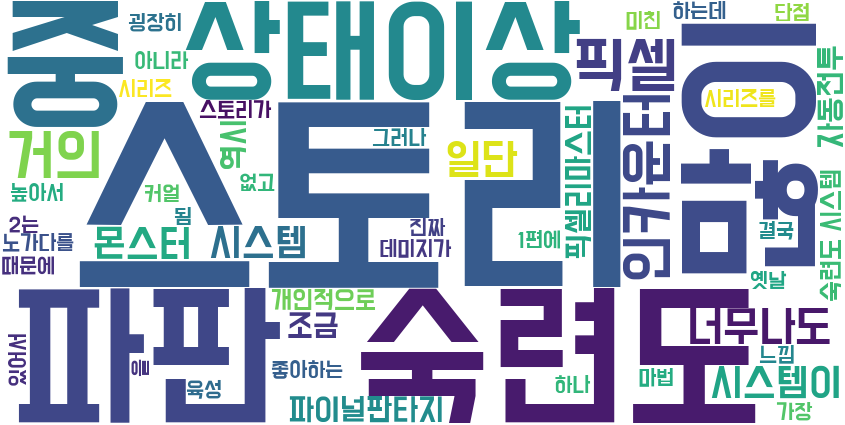 굉장히
중
상태이상
미친
하는데
단점
아니라
픽셀
등
시리즈
시리즈를
자동전투
스토리가
인카운터
거의
역시
스토리
그러나
일단
픽셀리마스터
흠
높아서
커얼
없고
2는
됨
진짜
숙련도 시스템
노가다를
몬스터
시스템
데미지가
1편에
결국
때문에
옛날
파판
개인적으로
조금
숙련도
너무나도
있어서
을
좋아하는
느낌
육성
파이널판타지
하나
마법
시스템이
가장